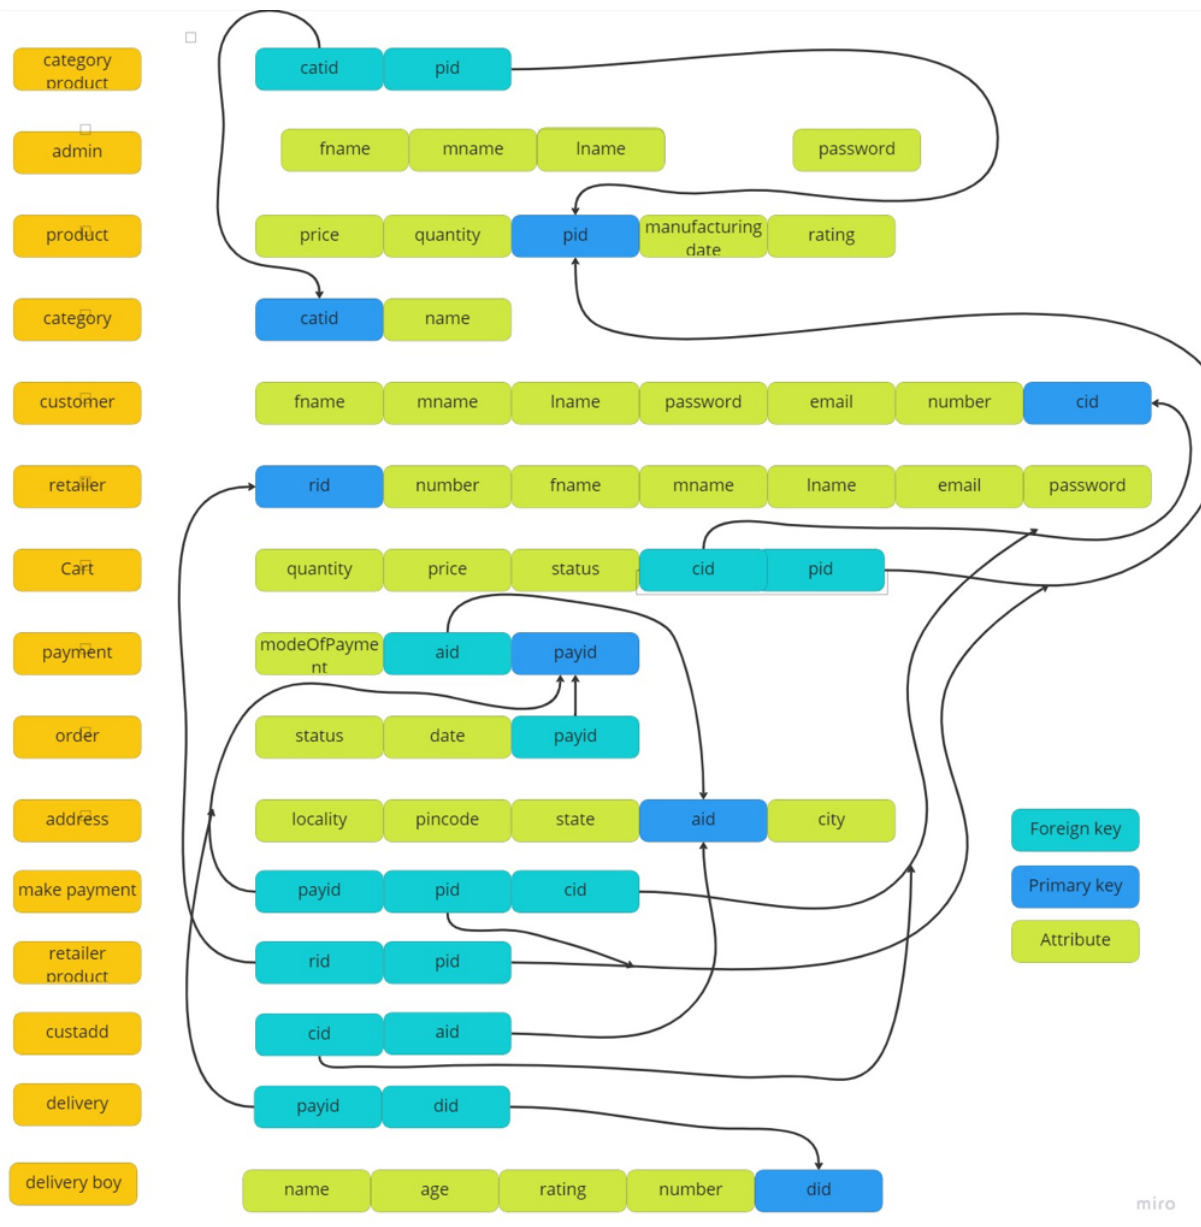 category
product
catid
pid
admin
fname
mname
lname
password
product
price
quantity
pid
manufacturing
date
rating
category
catid
name
customer
fname
mname
lname
password
email
number
cid
retailer
rid
number
fname
mname
lname
email
password
Cart
quantity
price
status
cid
pid
payment
modeOfPayme
nt
aid
payid
order
status
date
payid
address
locality
pincode
state
aid
city
Foreign key
make payment
payid
pid
cid
Primary key
retailer
product
rid
pid
Attribute
custadd
cid
aid
delivery
payid
did
delivery boy
name
age
rating
number
did
miro